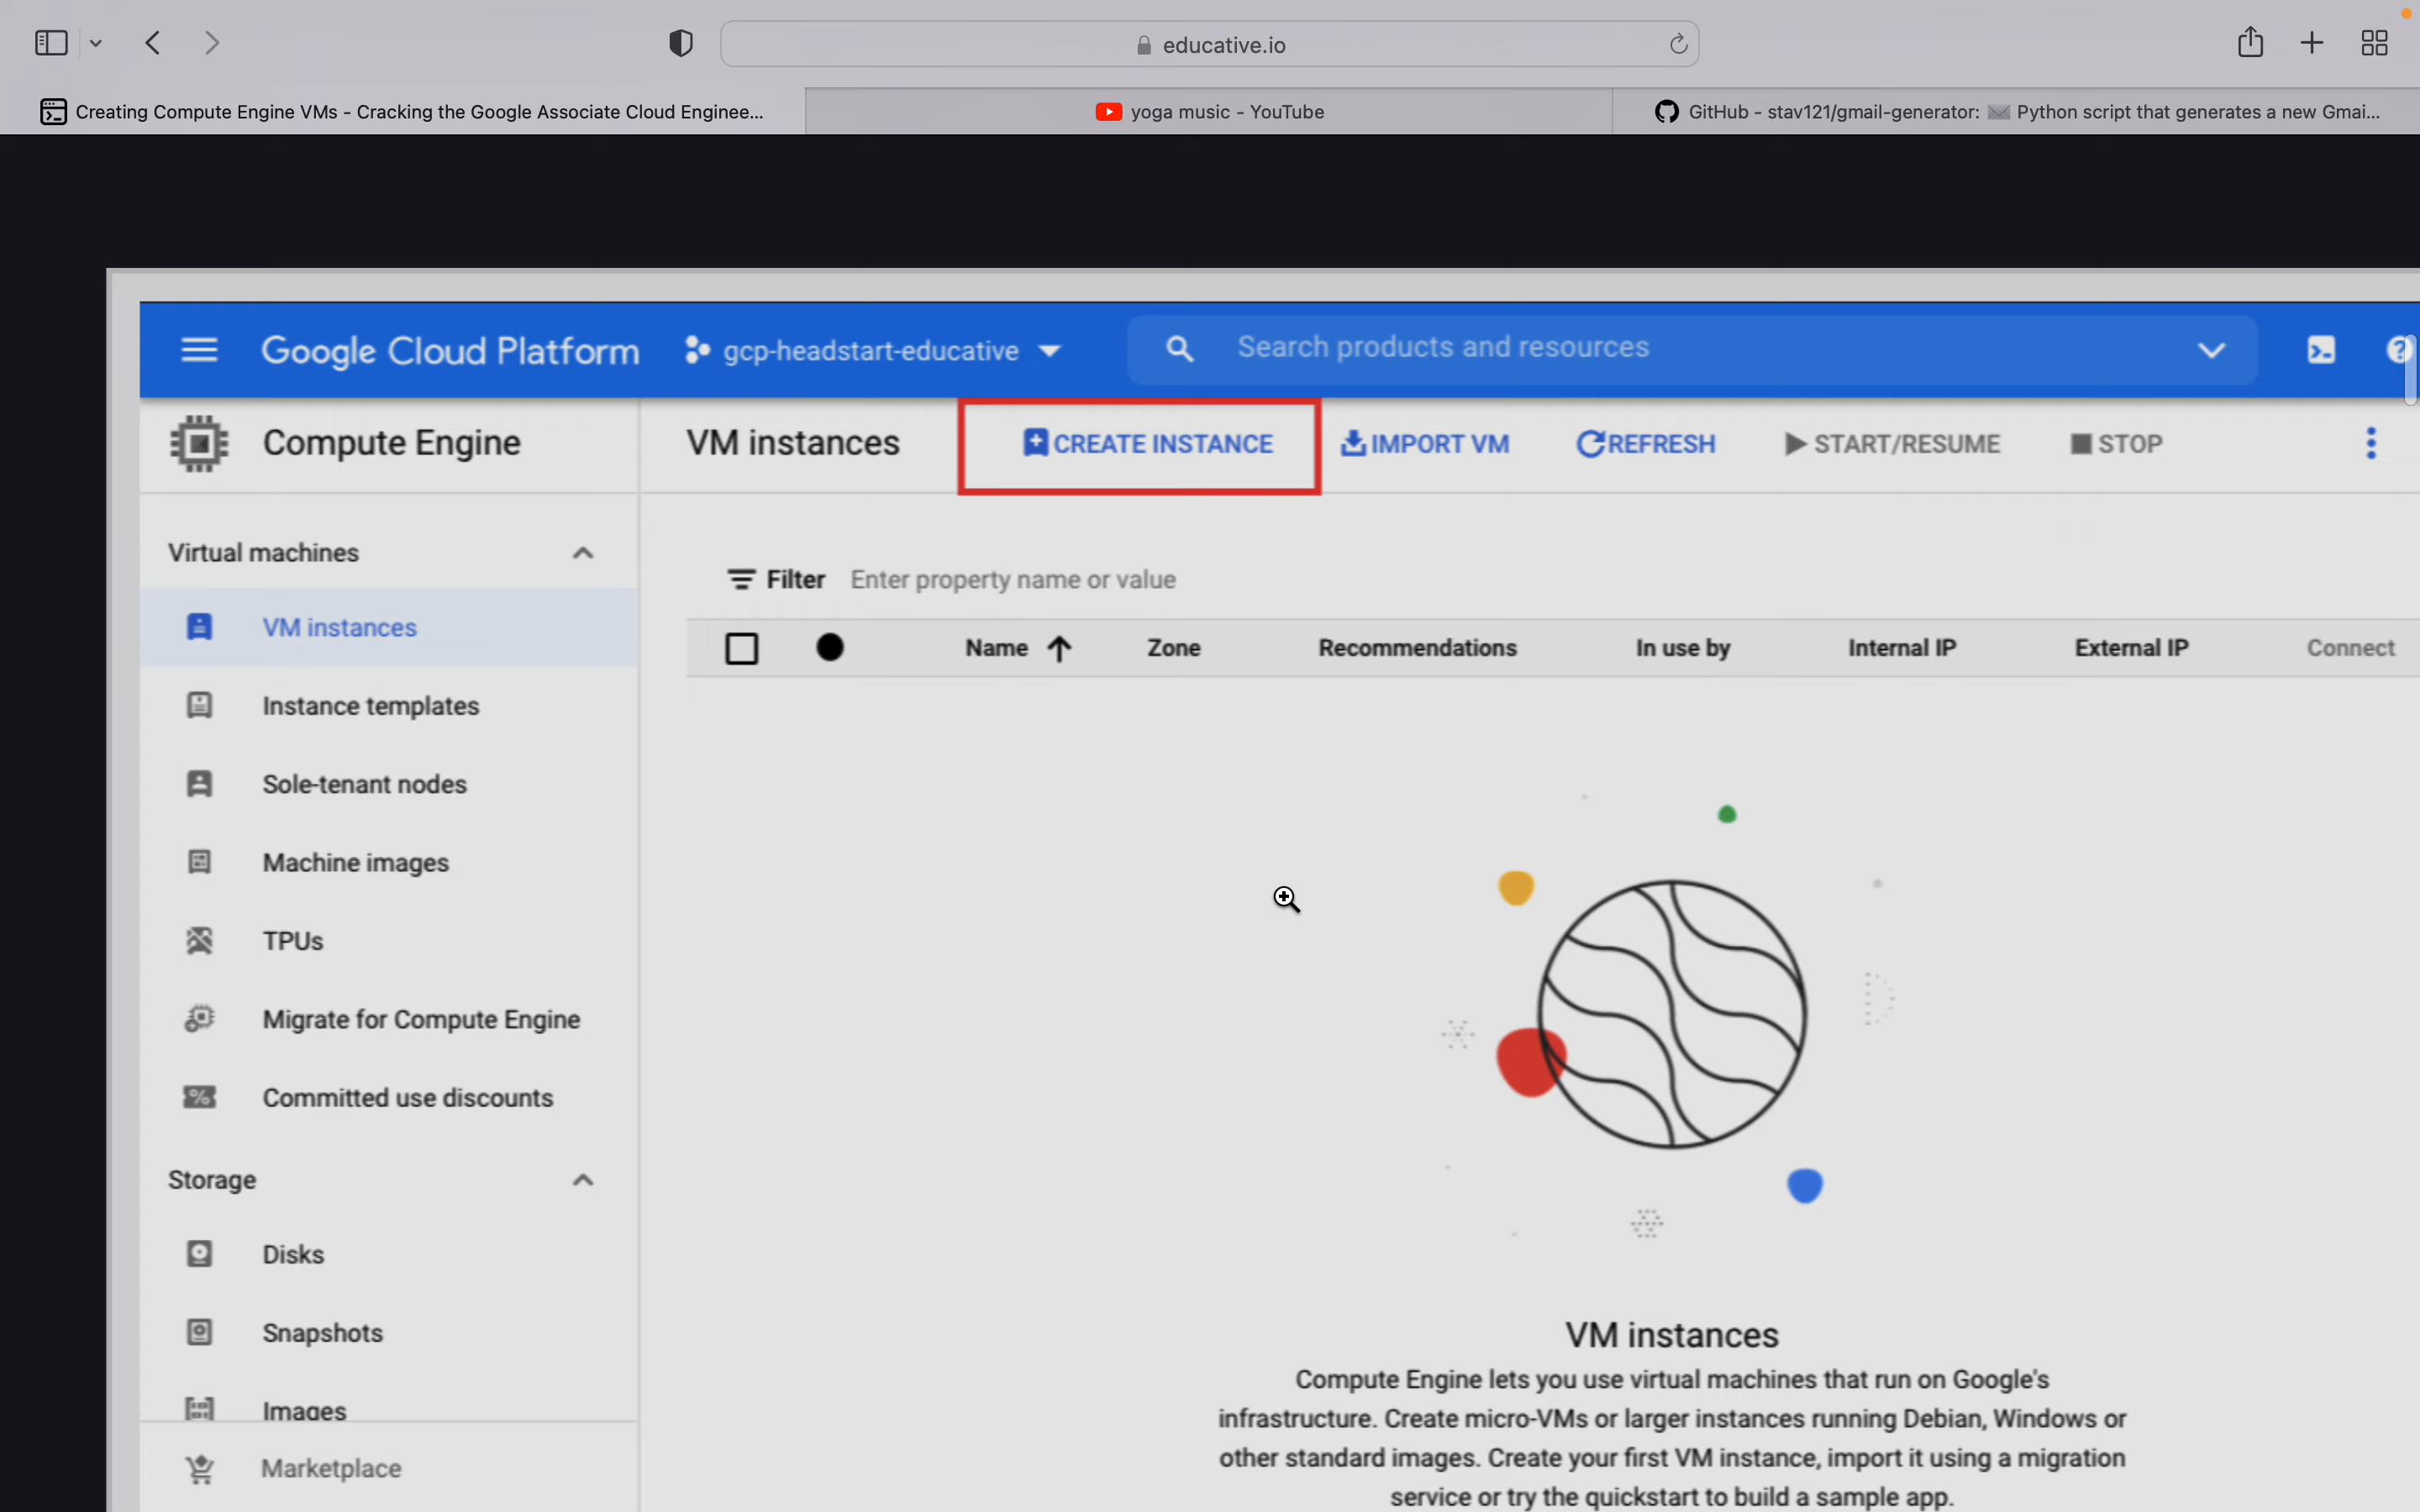 educative.io
Creating Compute Engine VMs - Cracking the Google Associate Cloud Enginee...
yoga music - YouTube
GitHub - stav121/gmail-generator: ✉️ Python script that generates a new Gmai...
Google Cloud Platform
gcp-headstart-educative
Search products and resources
?
Compute Engine
VM instances
CREATE INSTANCE
IMPORT VM
REFRESH
START/RESUME
STOP
Virtual machines
Filter Enter property name or value
VM instances
Name
Zone
Recommendations
In use by
Internal IP
External IP
Connect
Instance templates
Sole-tenant nodes
Machine images
TPUs
Migrate for Compute Engine
Committed use discounts
Storage
Disks
Snapshots
Images
Marketplace
VM instances
Compute Engine lets you use virtual machines that run on Google's
infrastructure. Create micro-VMs or larger instances running Debian, Windows or
other standard images. Create your first VM instance, import it using a migration
service or try the quickstart to build a sample app.